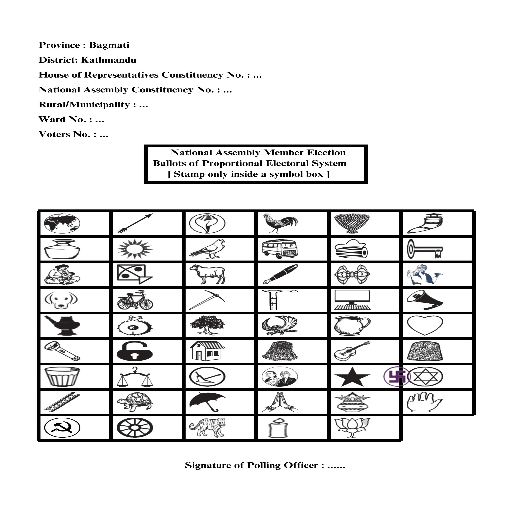 Province : Bagmati
District: Kathmandu
House of Representatives Constituency No. : ...
National Assembly Constituency No. : ...
Rural/Municipality : ...
Ward No. : ...
Voters No. : ...
National Assembly Member Election
Ballots of Proportional Electoral System
[ Stamp only inside a symbol box ]
Signature of Polling Officer : ......